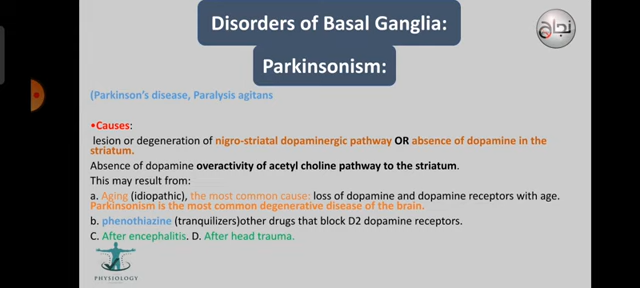 Disorders of Basal Ganglia:
نجاح
Parkinsonism:
(Parkinson's disease, Paralysis agitans
•Causes:
lesion or degeneration of nigro-striatal dopaminergic pathway OR absence of dopamine in the
striatum.
Absence of dopamine overactivity of acetyl choline pathway to the striatum.
This may result from:
a. Aging (idiopathic), the most common cause: loss of dopamine and dopamine receptors with age.
Parkinsonism is the most common degenerative disease of the brain.
b. phenothiazine (tranquilizers)other drugs that block D2 dopamine receptors.
C. After encephalitis. D. After head trauma.
PHYSIOLOGY